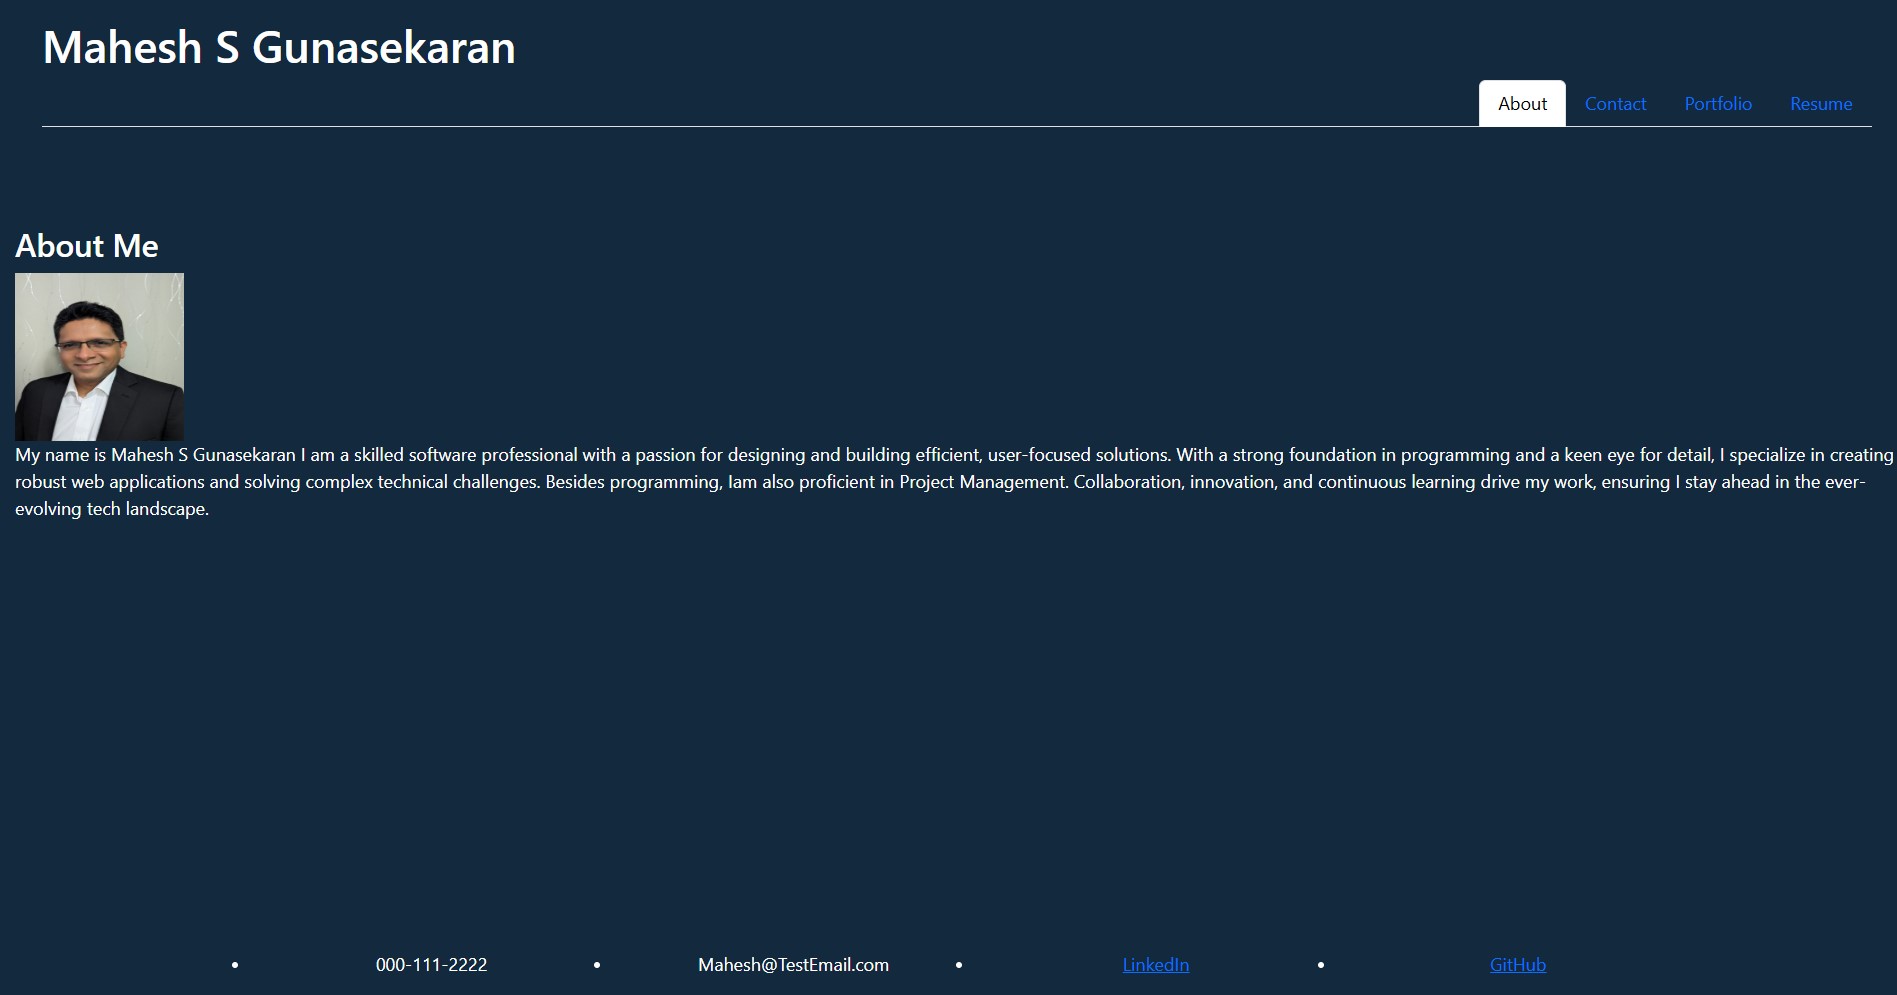 Mahesh S Gunasekaran
About Contact Portfolio Resume
About Me
My name is Mahesh S Gunasekaran I am a skilled software professional with a passion for designing and building efficient, user-focused solutions. With a strong foundation in programming and a keen eye for detail, I specialize in creating
robust web applications and solving complex technical challenges. Besides programming, Iam also proficient in Project Management. Collaboration, innovation, and continuous learning drive my work, ensuring I stay ahead in the ever-
evolving tech landscape.
• 000-111-2222 • Mahesh@TestEmail.com • LinkedIn • GitHub